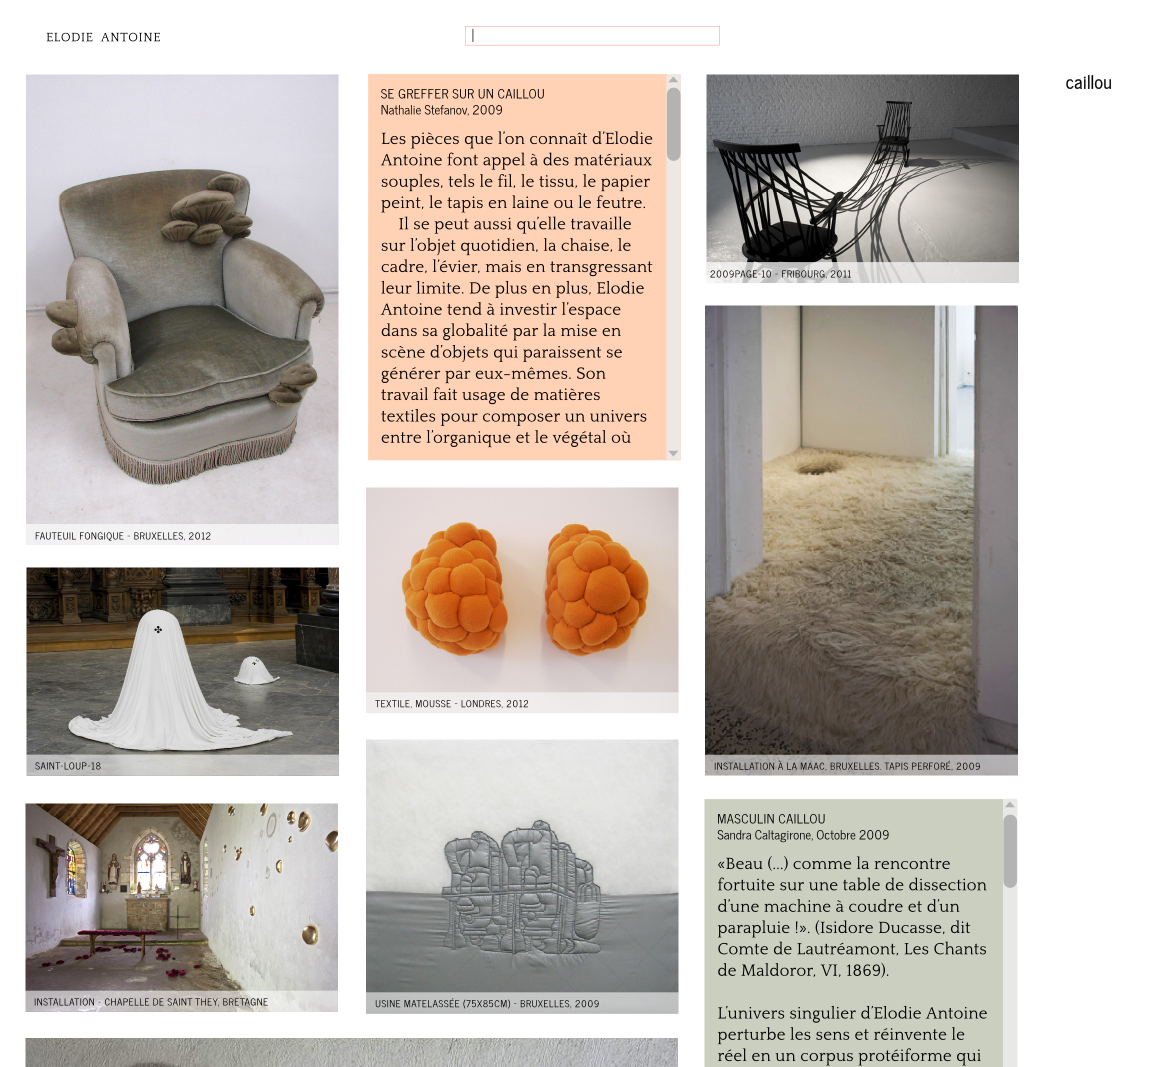 ELODIE ANTOINE
caillou
FAUTEUIL FONGIQUE - BRUXELLES, 2012
SAINT-LOUP-18
INSTALLATION - CHAPELLE DE SAINT THEY, BRETAGNE
SE GREFFER SUR UN CAILLOU
Nathalie Stefanov, 2009
Les pièces que l'on connaît d'Elodie
Antoine font appel à des matériaux
souples, tels le fil, le tissu, le papier
peint, le tapis en laine ou le feutre.
Il se peut aussi qu'elle travaille
sur l'objet quotidien, la chaise, le
cadre, l'évier, mais en transgressant
leur limite. De plus en plus, Elodie
Antoine tend à investir l'espace
dans sa globalité par la mise en
scène d'objets qui paraissent se
générer par eux-mêmes. Son
travail fait usage de matières
textiles pour composer un univers
entre l'organique et le végétal où
TEXTILE, MOUSSE - LONDRES, 2012
USINE MATELASSÉE (75X85CM) - BRUXELLES, 2009
2009PAGE-10 - FRIBOURG, 2011
INSTALLATION À LA MAAC. BRUXELLES. TAPIS PERFORÉ, 2009
MASCULIN CAILLOU
Sandra Caltagirone, Octobre 2009
«Beau (...) comme la rencontre
fortuite sur une table de dissection
d'une machine à coudre et d'un
parapluie !». (Isidore Ducasse, dit
Comte de Lautréamont, Les Chants
de Maldoror, VI, 1869).
L'univers singulier d'Elodie Antoine
perturbe les sens et réinvente le
réel en un corpus protéiforme qui